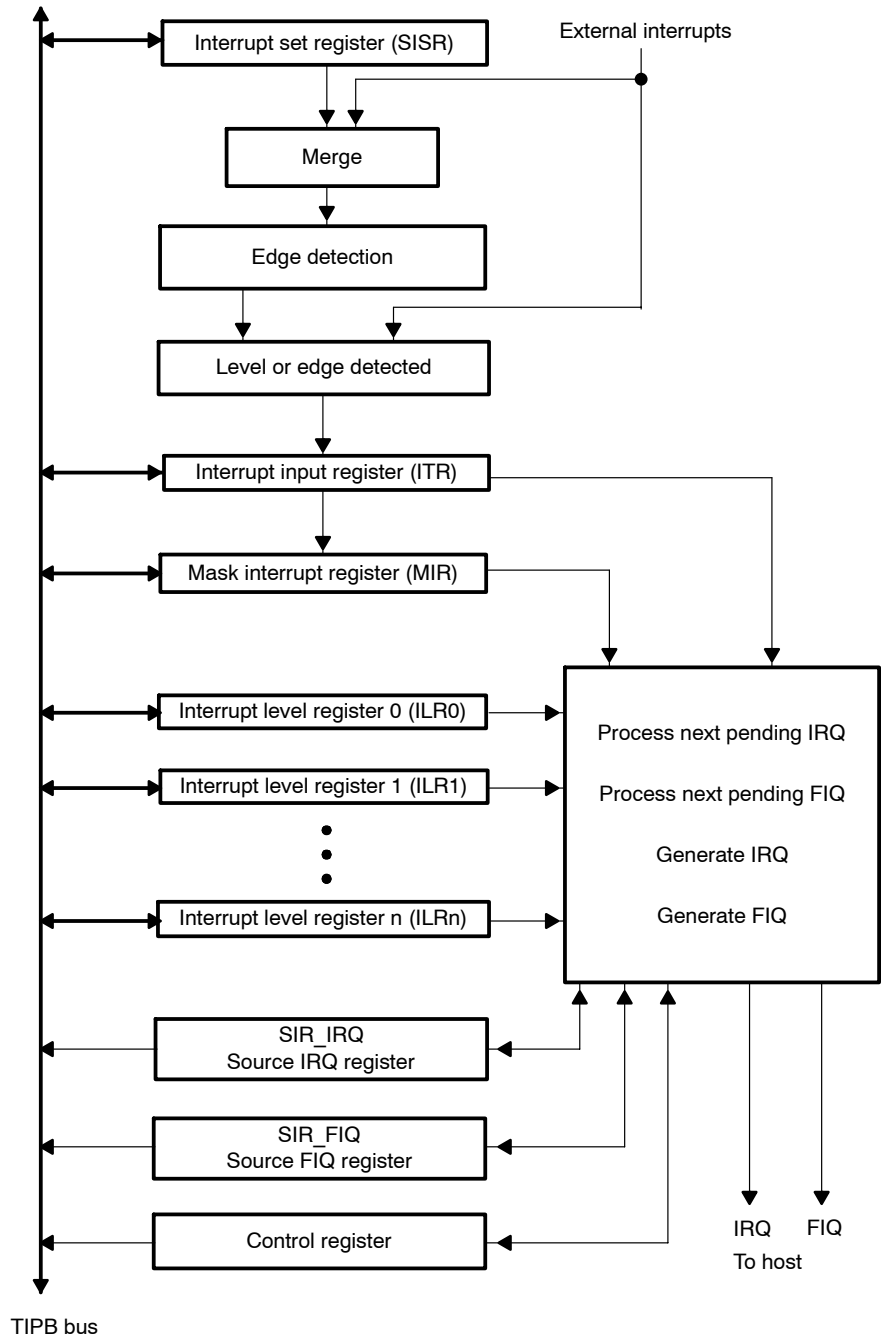 Interrupt set register (SISR)
External interrupts
Merge
Edge detection
Level or edge detected
Interrupt input register (ITR)
Mask interrupt register (MIR)
Interrupt level register 0 (ILR0)
Interrupt level register 1 (ILR1)
Interrupt level register n (ILRn)
Process next pending IRQ
Process next pending FIQ
Generate IRQ
Generate FIQ
SIR_IRQ
Source IRQ register
SIR_FIQ
Source FIQ register
Control register
IRQ FIQ
To host
TIPB bus